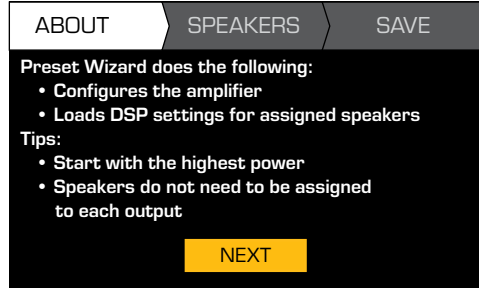 ABOUT SPEAKERS SAVE
Preset Wizard does the following:
• Configures the amplifier
• Loads DSP settings for assigned speakers
Tips:
• Start with the highest power
• Speakers do not need to be assigned
to each output
NEXT